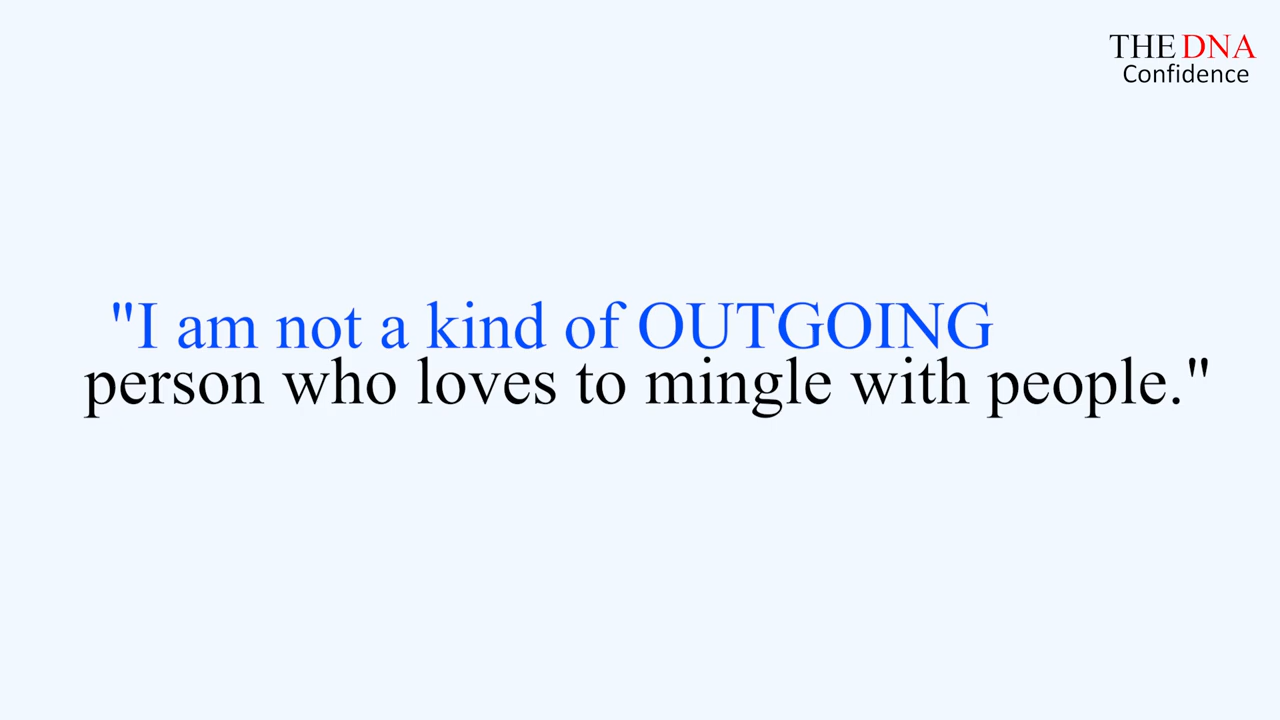 THE DNA
Confidence
"I am not a kind of OUTGOING
person who loves to mingle with people."